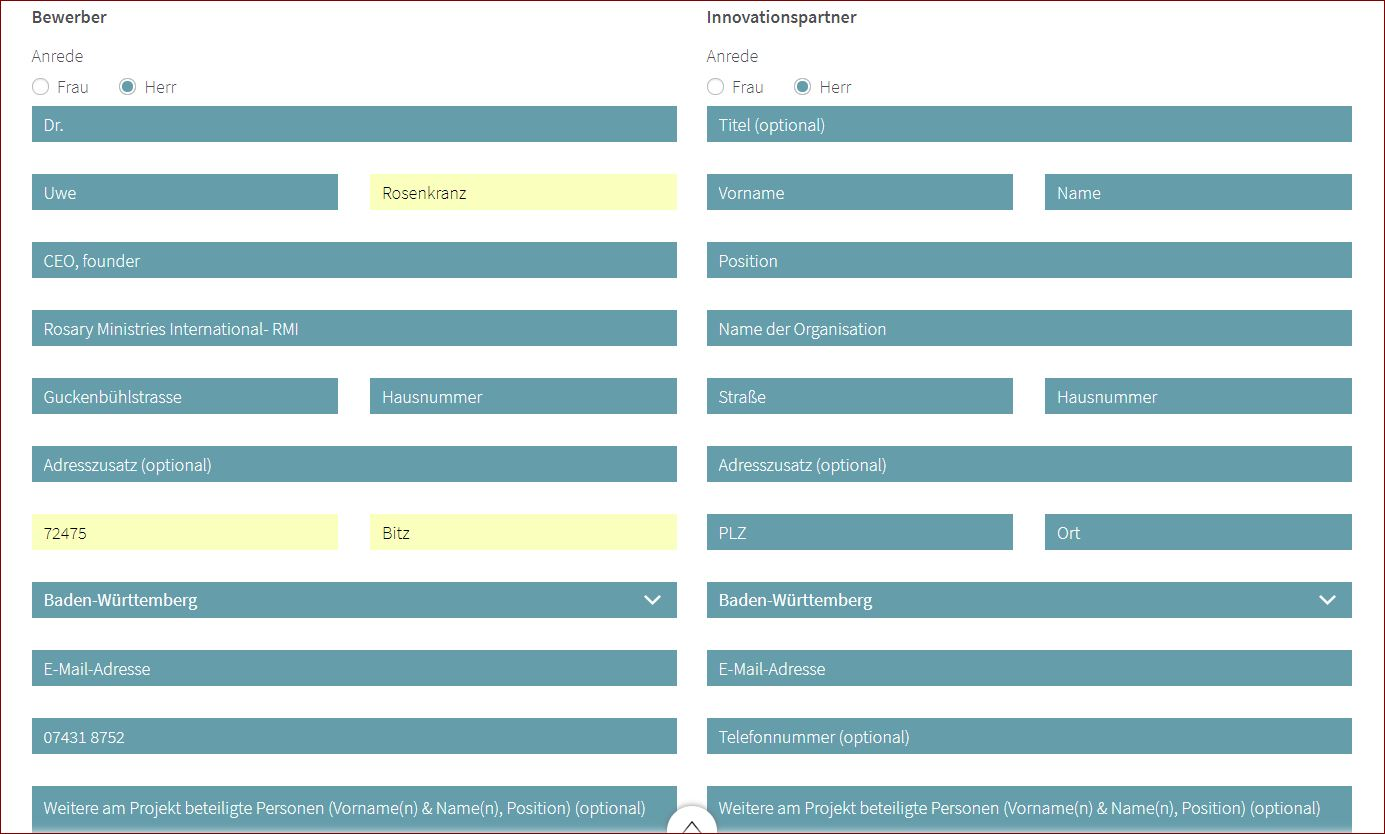 Bewerber
Anrede
Frau Herr
Dr.
Uwe Rosenkranz
CEO, founder
Rosary Ministries International- RMI
Guckenbühlstrasse Hausnummer
Adresszusatz (optional)
72475 Bitz
Baden-Württemberg
E-Mail-Adresse
07431 8752
Weitere am Projekt beteiligte Personen (Vorname(n) & Name(n), Position) (optional)
Innovationspartner
Anrede
Frau Herr
Titel (optional)
Vorname Name
Position
Name der Organisation
Straße Hausnummer
Adresszusatz (optional)
PLZ Ort
Baden-Württemberg
E-Mail-Adresse
Telefonnummer (optional)
Weitere am Projekt beteiligte Personen (Vorname(n) & Name(n), Position) (optional)